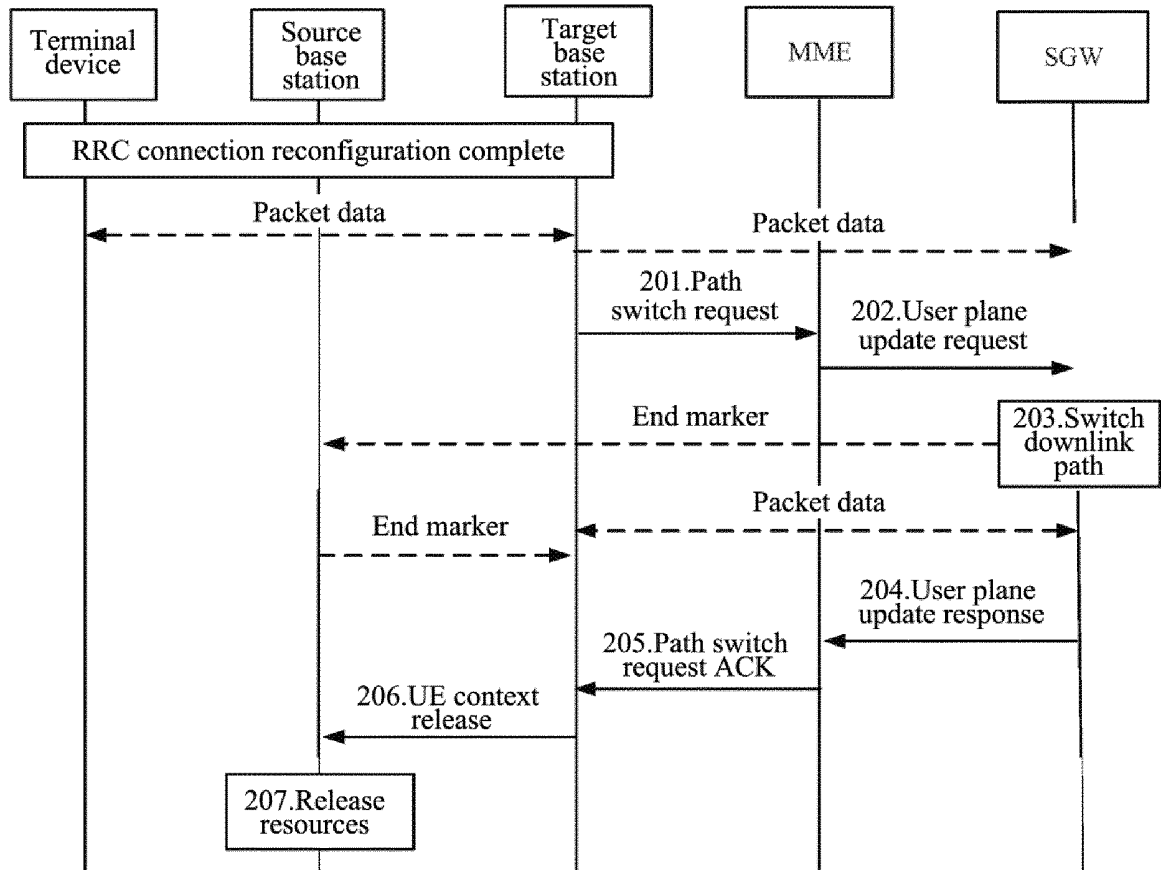 Terminal
device
Source
base
station
Target
base
station
MME
SGW
RRC connection reconfiguration complete
Packet data
Packet data
201.Path
switch request
202.User plane
update request
End marker
203.Switch
downlink
path
Packet data
End marker
204.User plane
update response
205.Path switch
request ACK
206.UE context
release
207.Release
resources